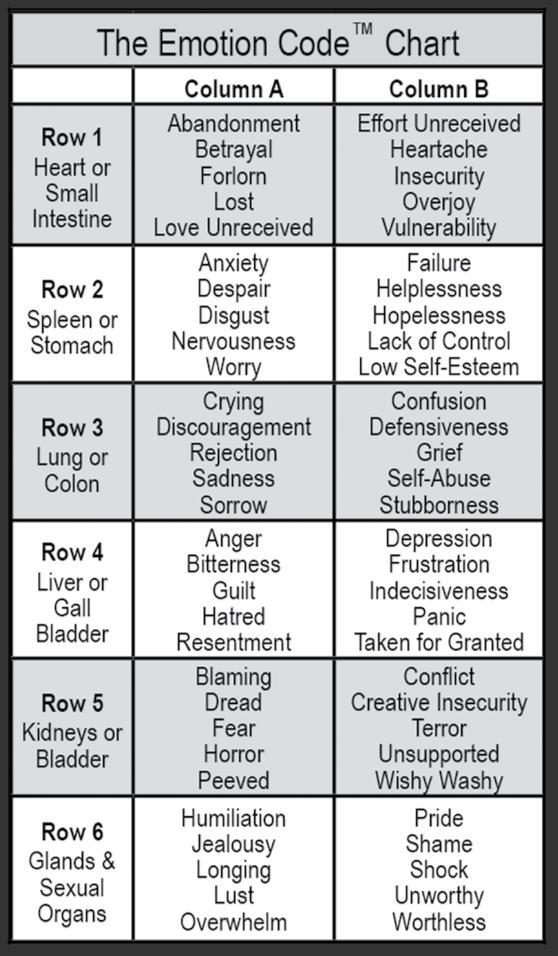 The Emotion Code™ Chart
Column A
Column B
Row 1
Heart or
Small
Intestine
Abandonment
Betrayal
Forlorn
Lost
Love Unreceived
Effort Unreceived
Heartache
Insecurity
Overjoy
Vulnerability
Row 2
Spleen or
Stomach
Anxiety
Despair
Disgust
Nervousness
Worry
Failure
Helplessness
Hopelessness
Lack of Control
Low Self-Esteem
Row 3
Lung or
Colon
Crying
Discouragement
Rejection
Sadness
Sorrow
Confusion
Defensiveness
Grief
Self-Abuse
Stubborness
Row 4
Liver or
Gall
Bladder
Anger
Bitterness
Guilt
Hatred
Resentment
Depression
Frustration
Indecisiveness
Panic
Taken for Granted
Row 5
Kidneys or
Bladder
Blaming
Dread
Fear
Horror
Peeved
Conflict
Creative Insecurity
Terror
Unsupported
Wishy Washy
Row 6
Glands &
Sexual
Organs
Humiliation
Jealousy
Longing
Lust
Overwhelm
Pride
Shame
Shock
Unworthy
Worthless